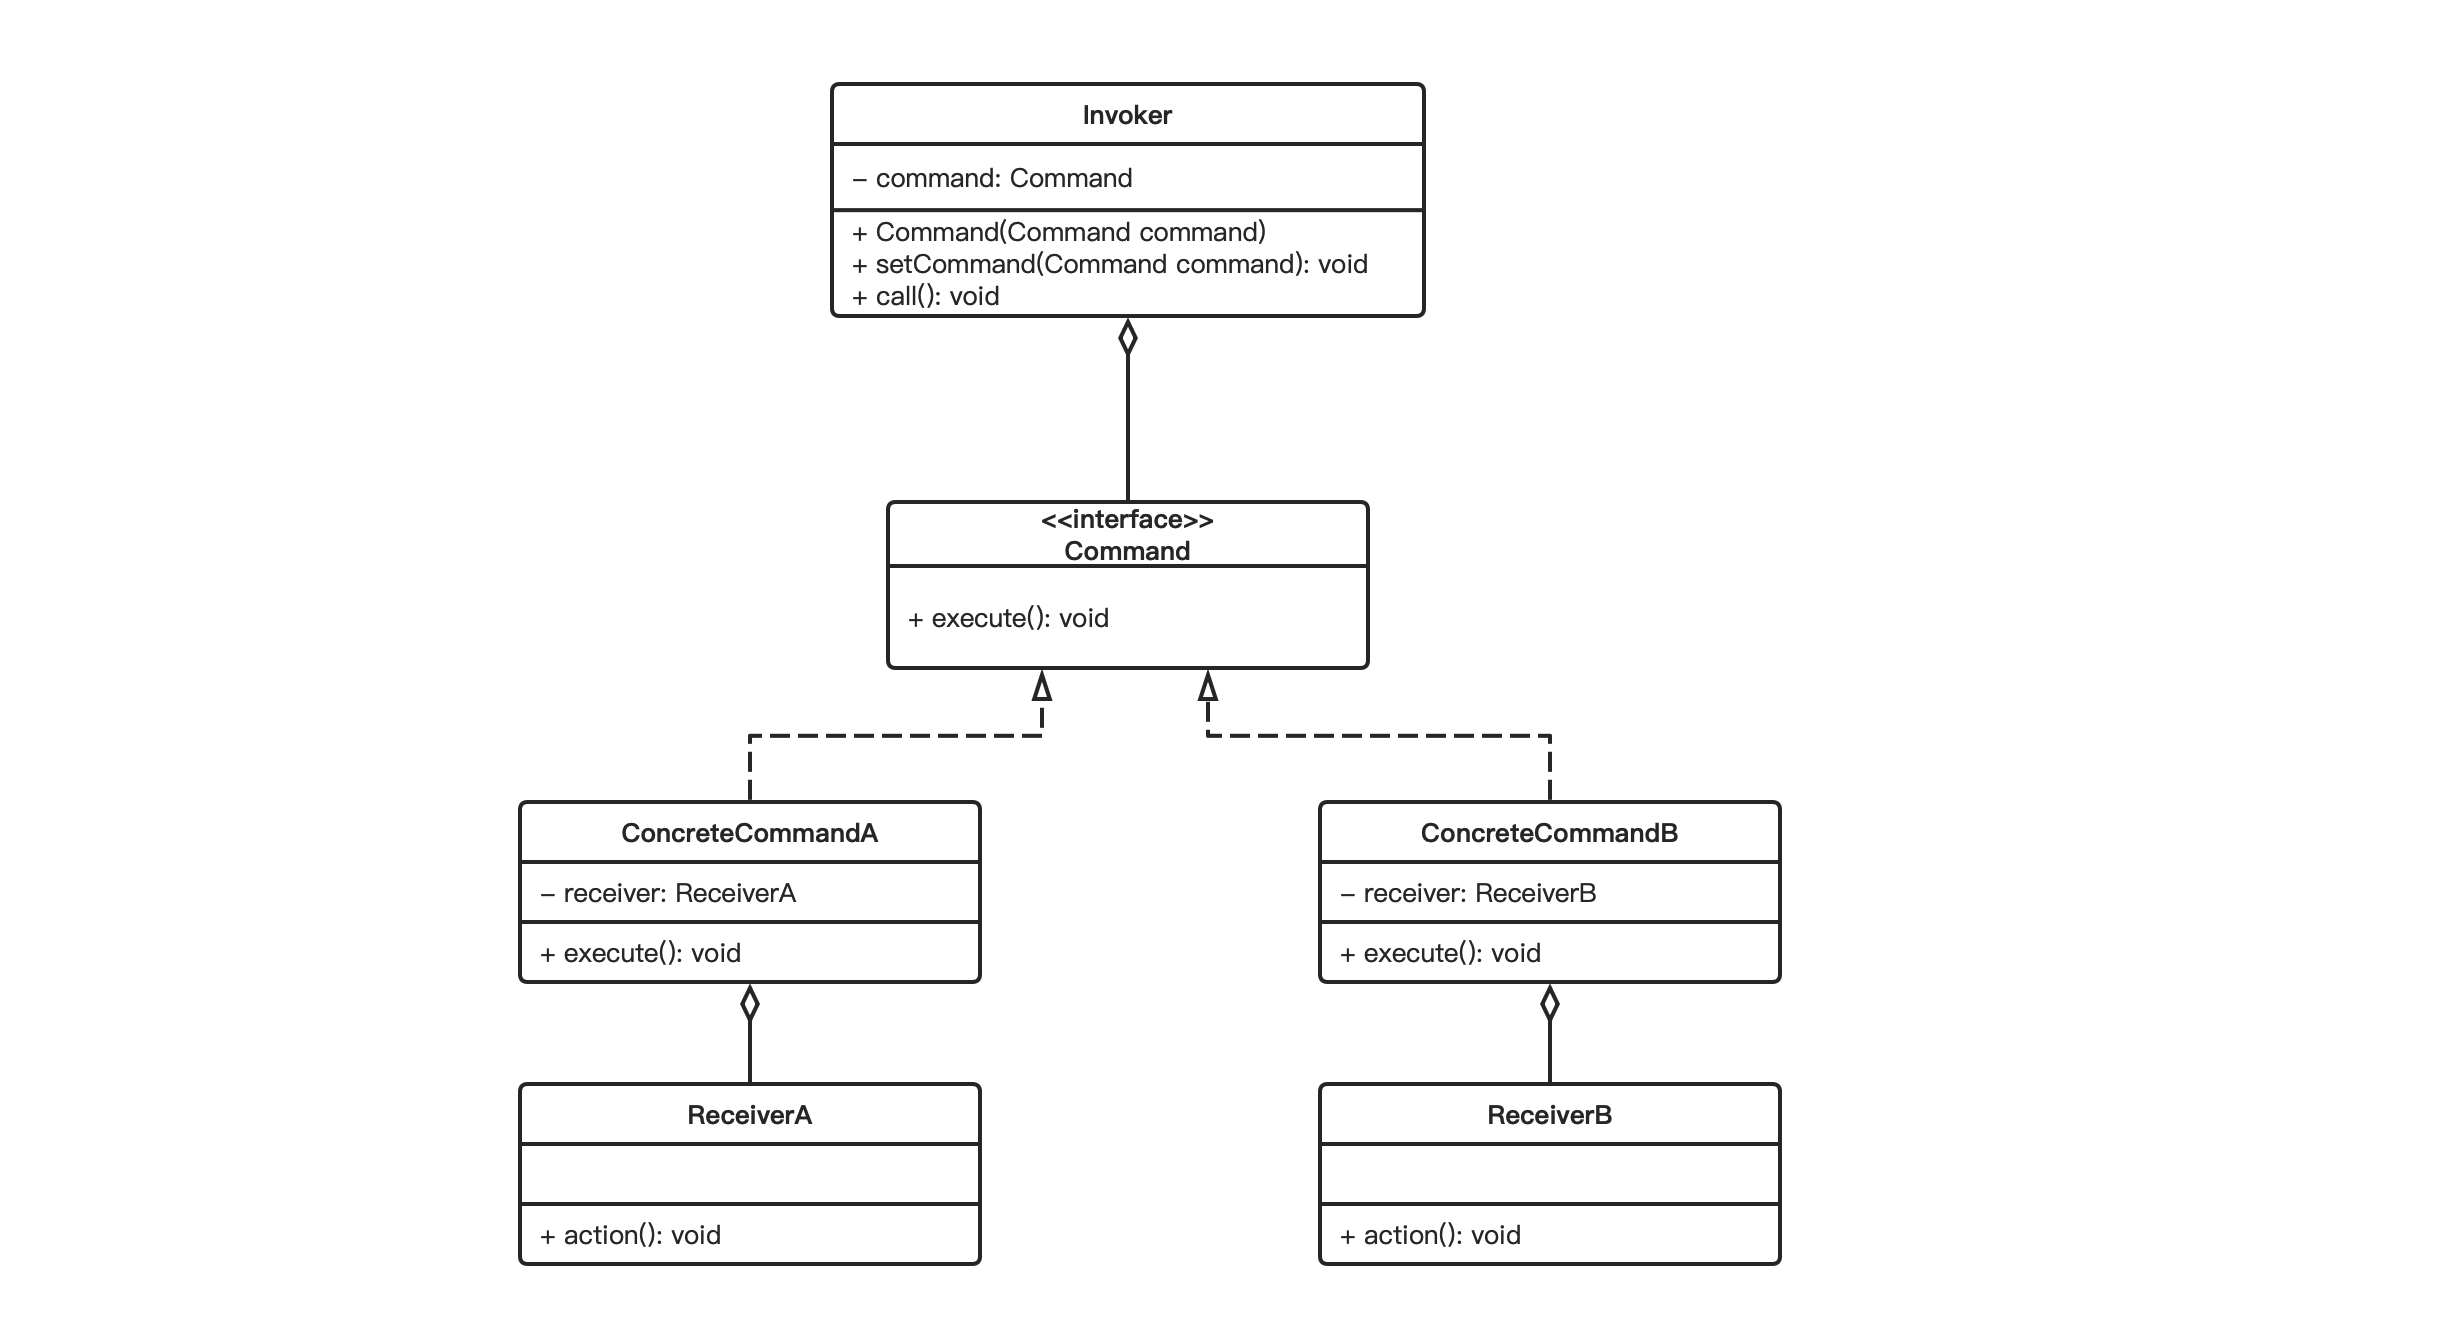 Invoker
– command: Command
+ Command(Command command)
+ setCommand(Command command): void
+ call(): void
<<interface>>
Command
+ execute(): void
ConcreteCommandA
– receiver: ReceiverA
+ execute(): void
ConcreteCommandB
– receiver: ReceiverB
+ execute(): void
ReceiverA
+ action(): void
ReceiverB
+ action(): void